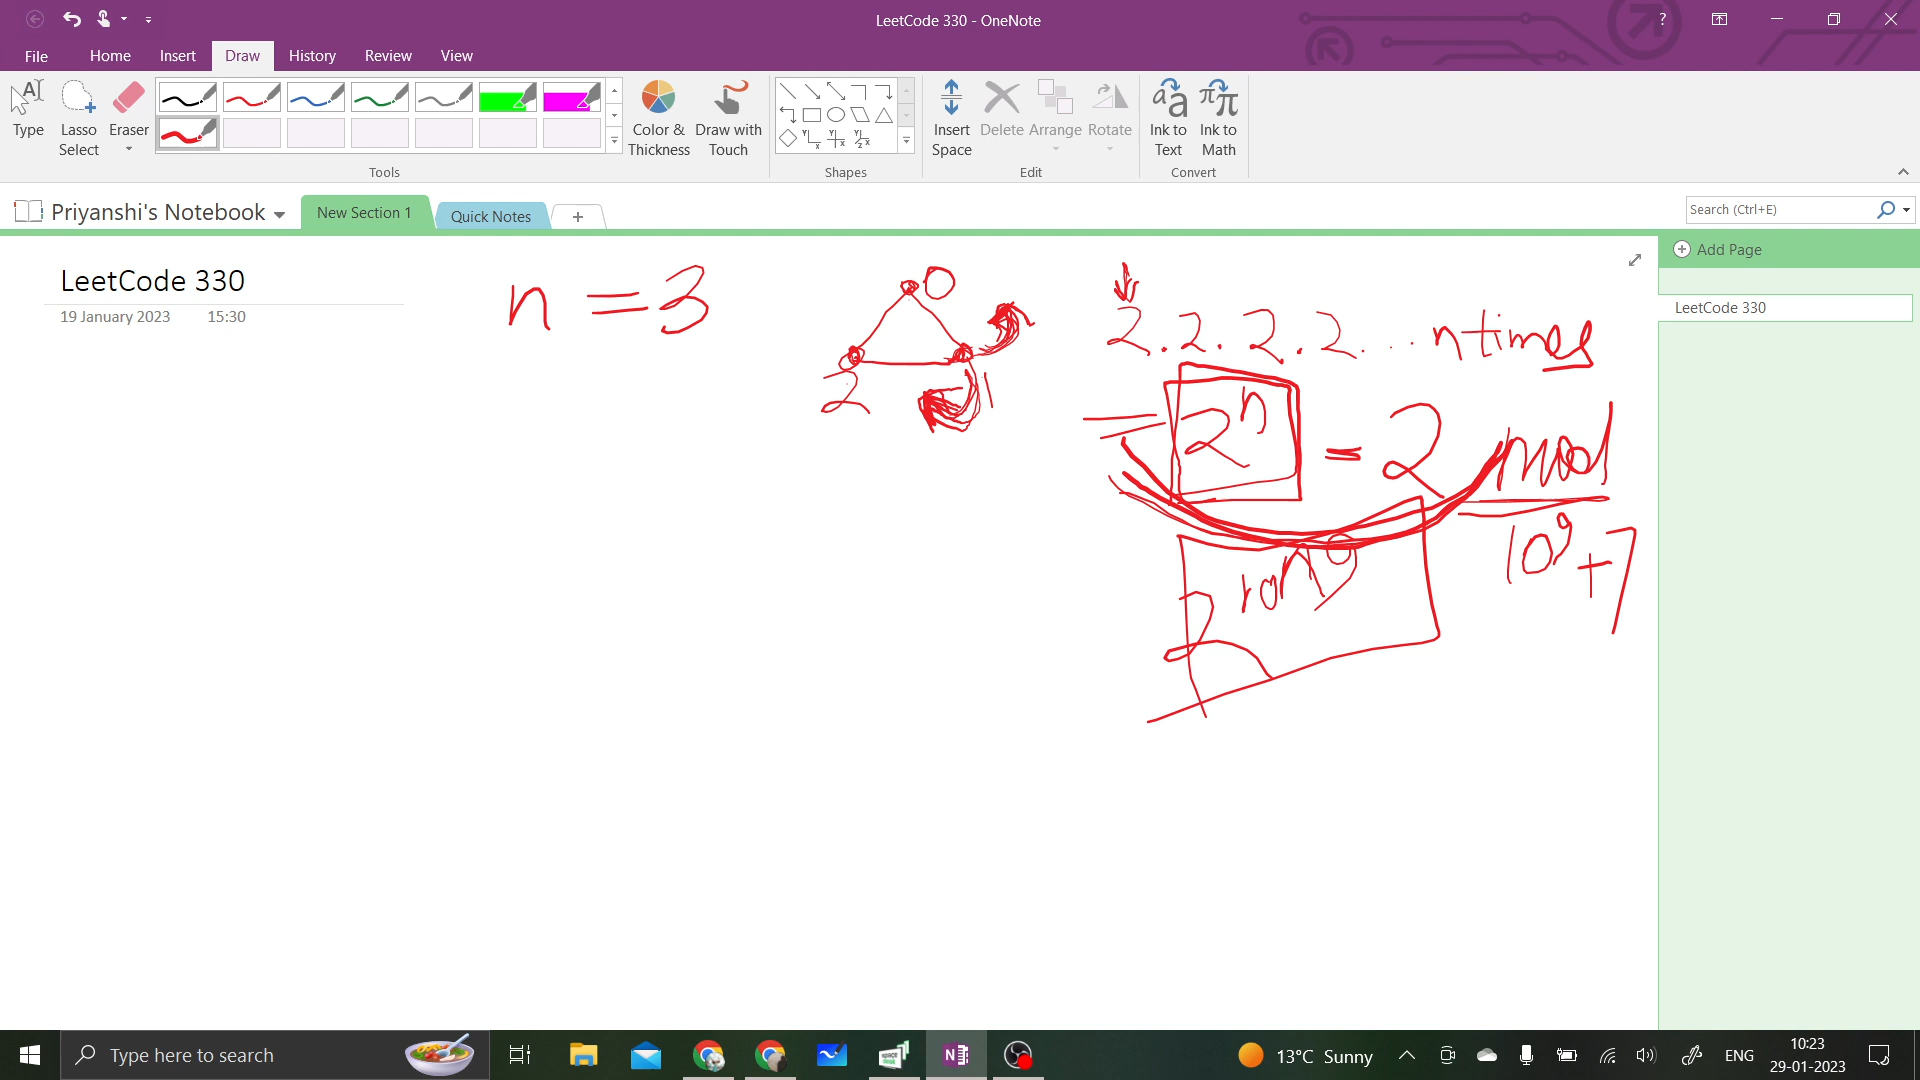 LeetCode 330 - OneNote
?
File
Home
Insert
Draw
History
Review
View
Type
Lasso Select
Eraser
Color & Thickness
Draw with Touch
Insert Space
Delete
Arrange
Rotate
Ink to Text
Ink to Math
Tools
Shapes
Edit
Convert
Priyanshi's Notebook
New Section 1
Quick Notes
+
Search (Ctrl+E)
Add Page
LeetCode 330
LeetCode 330
19 January 2023 15:30
n = 3
0
2
1
2.2.2.2... n times
= 2^n = 2 mod
10^9 + 7
Type here to search
13°C Sunny
ENG
10:23
29-01-2023